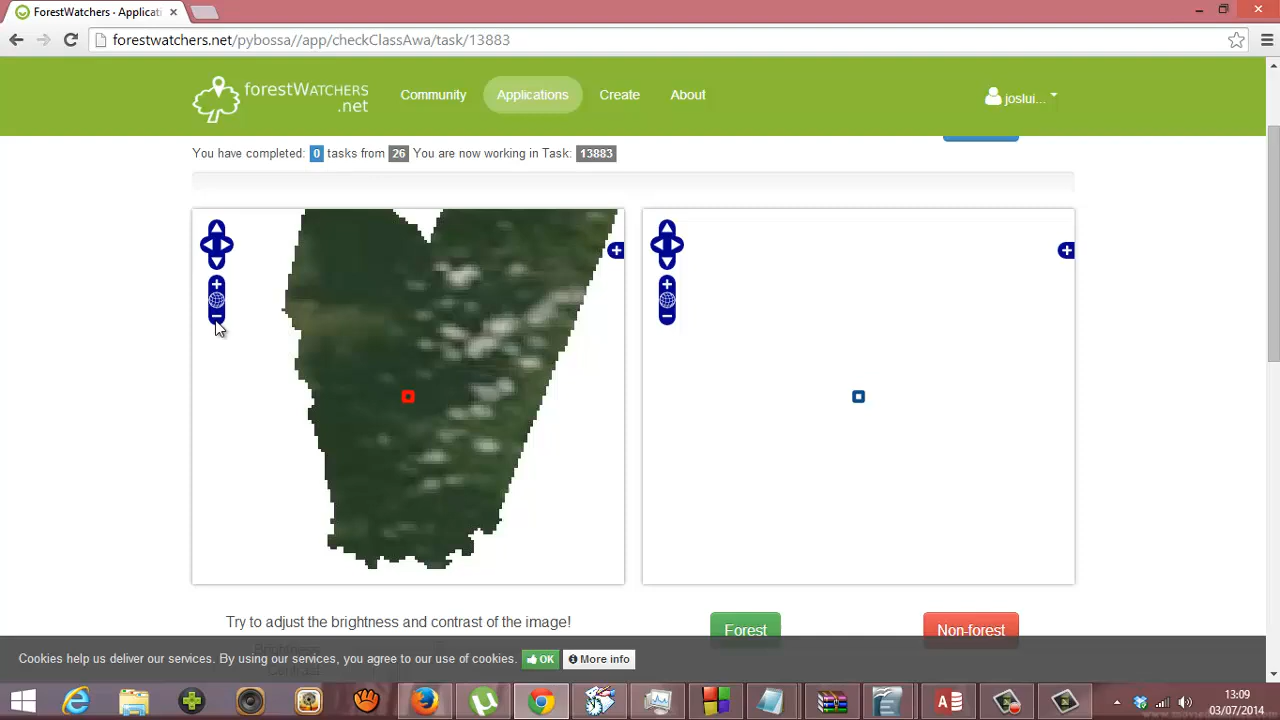 ForestWatchers - Applicati
forestwatchers.net/pybossa//app/checkClassAwa/task/13883
forestWATCHERS
.net
Community
Applications
Create
About
joslui...
You have completed: 0 tasks from 26 You are now working in Task: 13883
Try to adjust the brightness and contrast of the image!
Forest
Non-forest
Cookies help us deliver our services. By using our services, you agree to our use of cookies.
OK
More info
13:09
03/07/2014